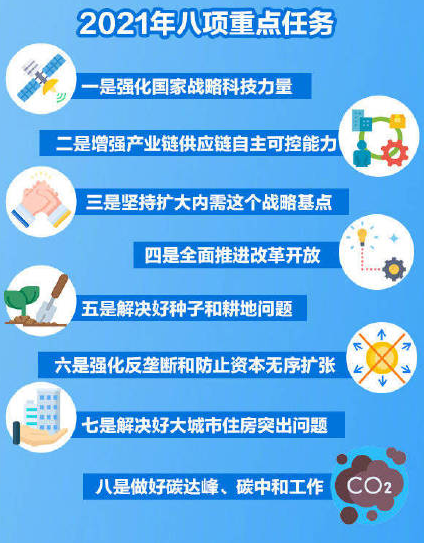 2021年八项重点任务
一是强化国家战略科技力量
二是增强产业链供应链自主可控能力
三是坚持扩大内需这个战略基点
四是全面推进改革开放
五是解决好种子和耕地问题
六是强化反垄断和防止资本无序扩张
七是解决好大城市住房突出问题
八是做好碳达峰、碳中和工作
CO2